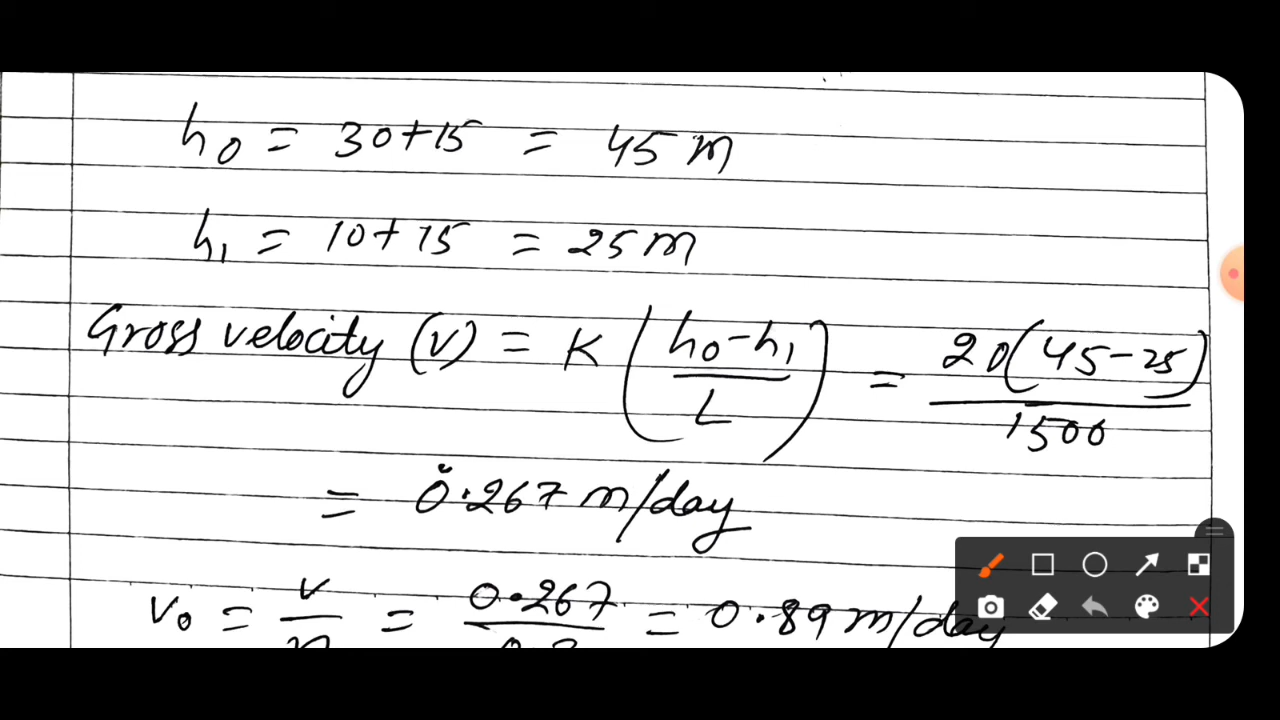 h0 = 30+15 = 45 m
h1 = 10+15 = 25 m
Gross velocity (v) = K (h0-h1/L) = 20(45-25)/1500
= 0.267 m/day
v0 = v/n = 0.267/ = 0.89 m/day